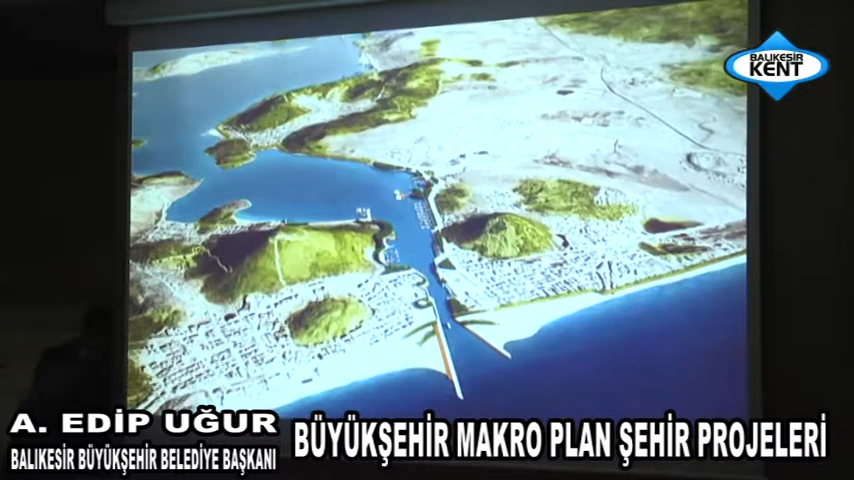 BALIKESİR
KENT
A. EDİP UĞUR
BALIKESİR BÜYÜKŞEHİR BELEDİYE BAŞKANI
BÜYÜKŞEHİR MAKRO PLAN ŞEHİR PROJELERİ